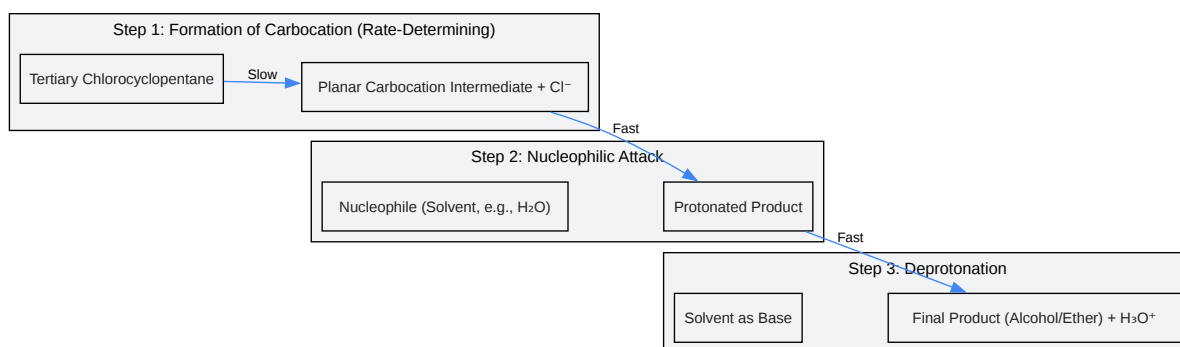 Step 1: Formation of Carbocation (Rate-Determining)
Tertiary Chlorocyclopentane
Slow
Planar Carbocation Intermediate + Cl⁻
Fast
Step 2: Nucleophilic Attack
Nucleophile (Solvent, e.g., H₂O)
Protonated Product
Fast
Step 3: Deprotonation
Solvent as Base
Final Product (Alcohol/Ether) + H₃O⁺